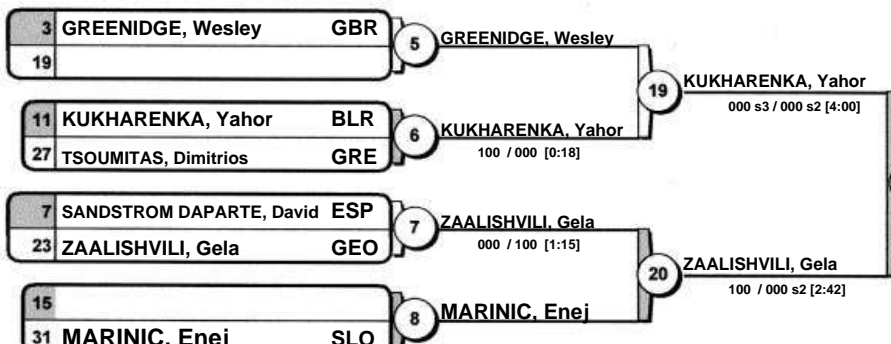 3 GREENIDGE, Wesley GBR
19
5
GREENIDGE, Wesley
11 KUKHARENKA, Yahor BLR
27 TSOUMITAS, Dimitrios GRE
6
KUKHARENKA, Yahor
100 / 000 [0:18]
19
KUKHARENKA, Yahor
000 s3 / 000 s2 [4:00]
7 SANDSTROM DAPARTE, David ESP
23 ZAALISHVILI, Gela GEO
7
ZAALISHVILI, Gela
000 / 100 [1:15]
15
31 MARINIC, Enej SLO
8
MARINIC, Enej
20
ZAALISHVILI, Gela
100 / 000 s2 [2:42]